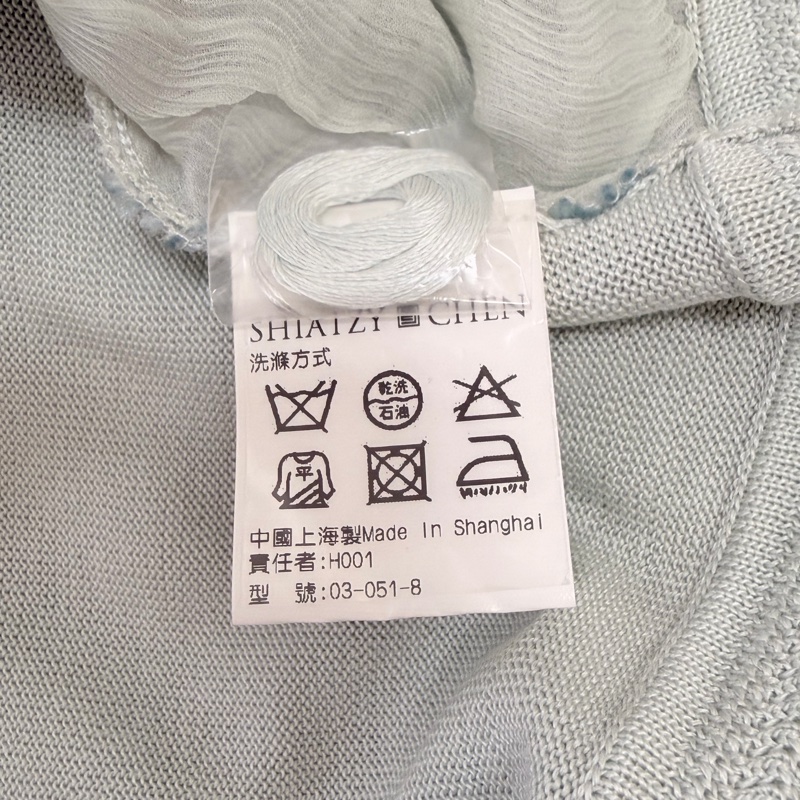 SHIATZY CHEN
洗滌方式
乾洗
石油
平
中國上海製Made In Shanghai
責任者:H001
型 號:03-051-8